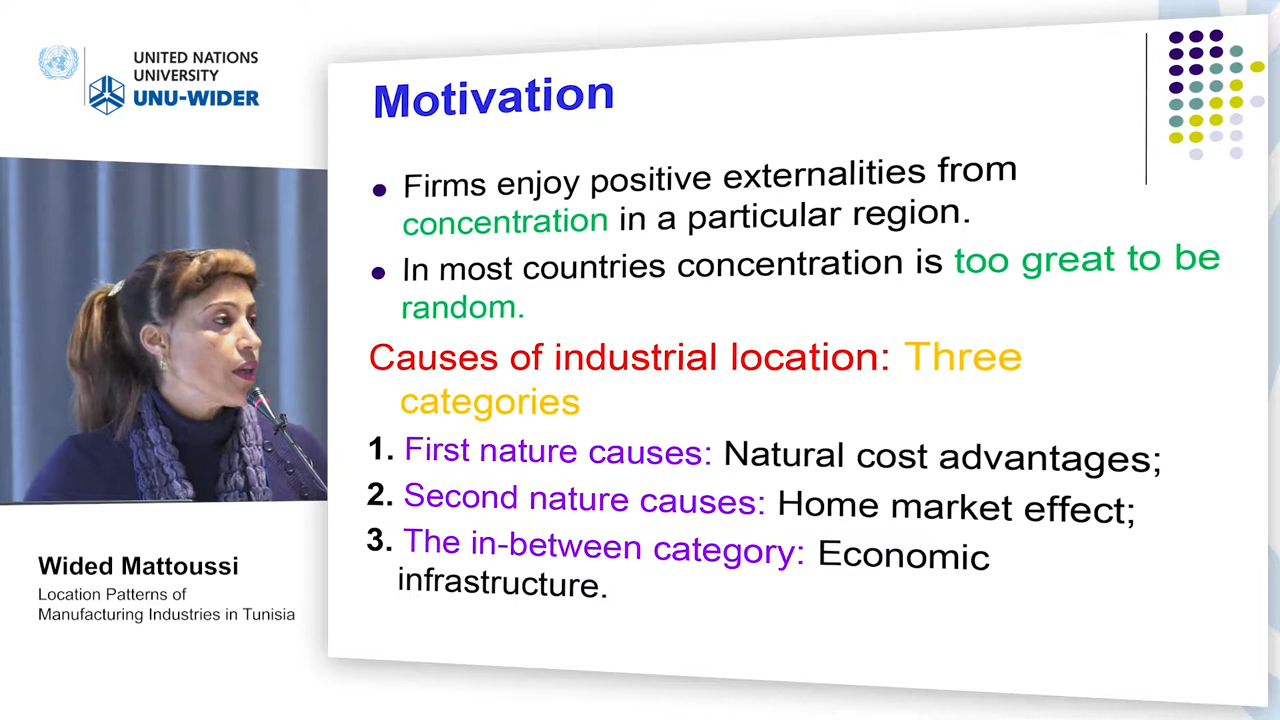 UNITED NATIONS
UNIVERSITY
UNU-WIDER
Motivation
• Firms enjoy positive externalities from
concentration in a particular region.
• In most countries concentration is too great to be
random.
Causes of industrial location: Three
categories
1. First nature causes: Natural cost advantages;
2. Second nature causes: Home market effect;
3. The in-between category: Economic
infrastructure.
Wided Mattoussi
Location Patterns of
Manufacturing Industries in Tunisia